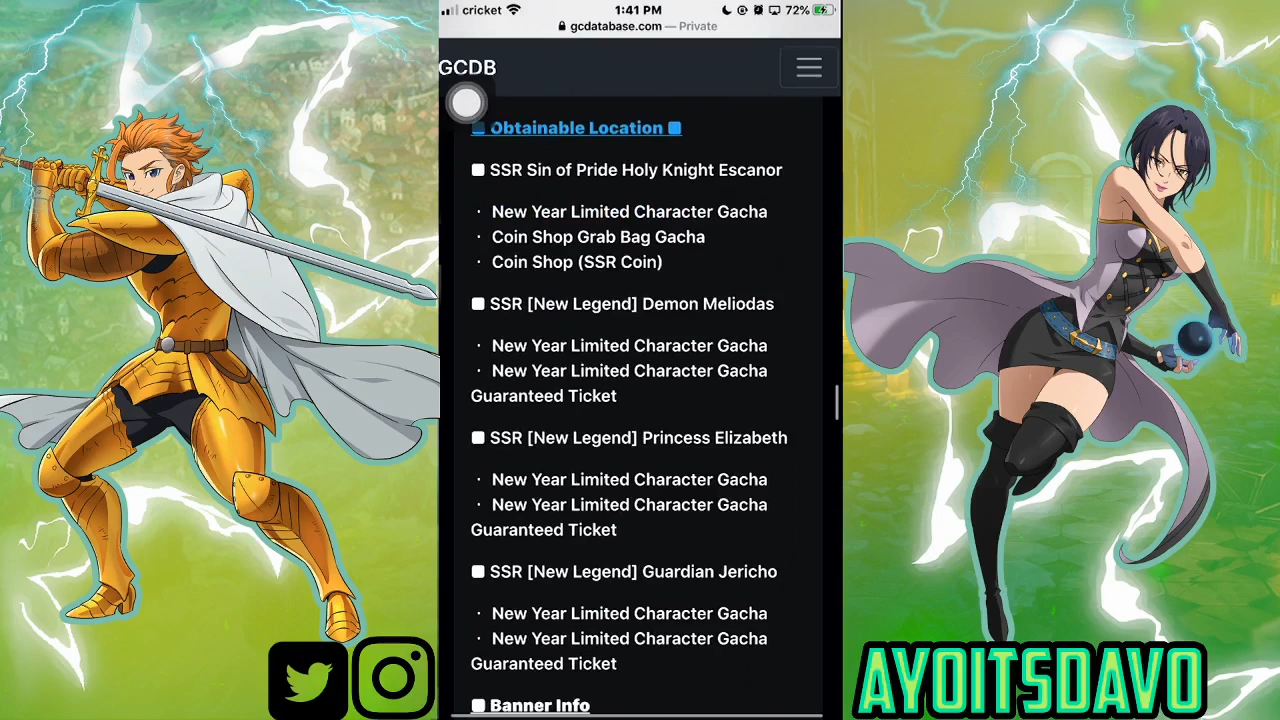 cricket 1:41 PM 72%
gcdatabase.com — Private
GCDB
Obtainable Location
SSR Sin of Pride Holy Knight Escanor
· New Year Limited Character Gacha
· Coin Shop Grab Bag Gacha
· Coin Shop (SSR Coin)
SSR [New Legend] Demon Meliodas
· New Year Limited Character Gacha
· New Year Limited Character Gacha
Guaranteed Ticket
SSR [New Legend] Princess Elizabeth
· New Year Limited Character Gacha
· New Year Limited Character Gacha
Guaranteed Ticket
SSR [New Legend] Guardian Jericho
· New Year Limited Character Gacha
· New Year Limited Character Gacha
Guaranteed Ticket
Banner Info
AYOITSDAVO